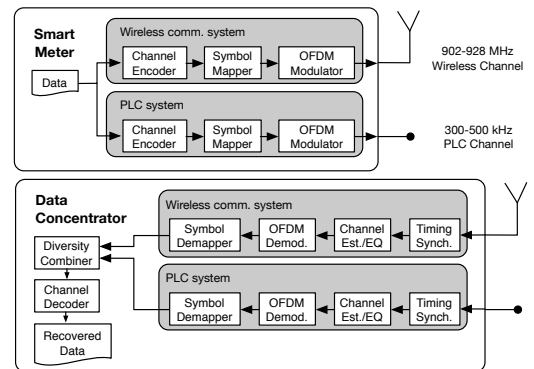 Smart
Meter
Data
Wireless comm. system
Channel
Encoder
Symbol
Mapper
OFDM
Modulator
PLC system
Channel
Encoder
Symbol
Mapper
OFDM
Modulator
902-928 MHz
Wireless Channel
300-500 kHz
PLC Channel
Data
Concentrator
Diversity
Combiner
Channel
Decoder
Recovered
Data
Wireless comm. system
Symbol
Demapper
OFDM
Demod.
Channel
Est./EQ
Timing
Synch.
PLC system
Symbol
Demapper
OFDM
Demod.
Channel
Est./EQ
Timing
Synch.